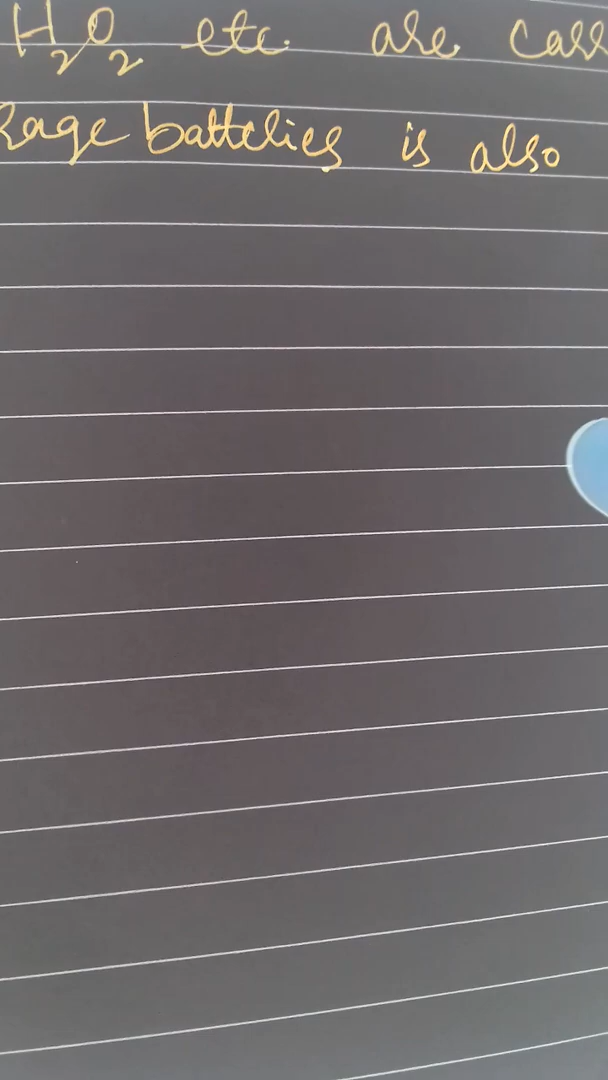 H₂O₂ etc. are
batteries is also